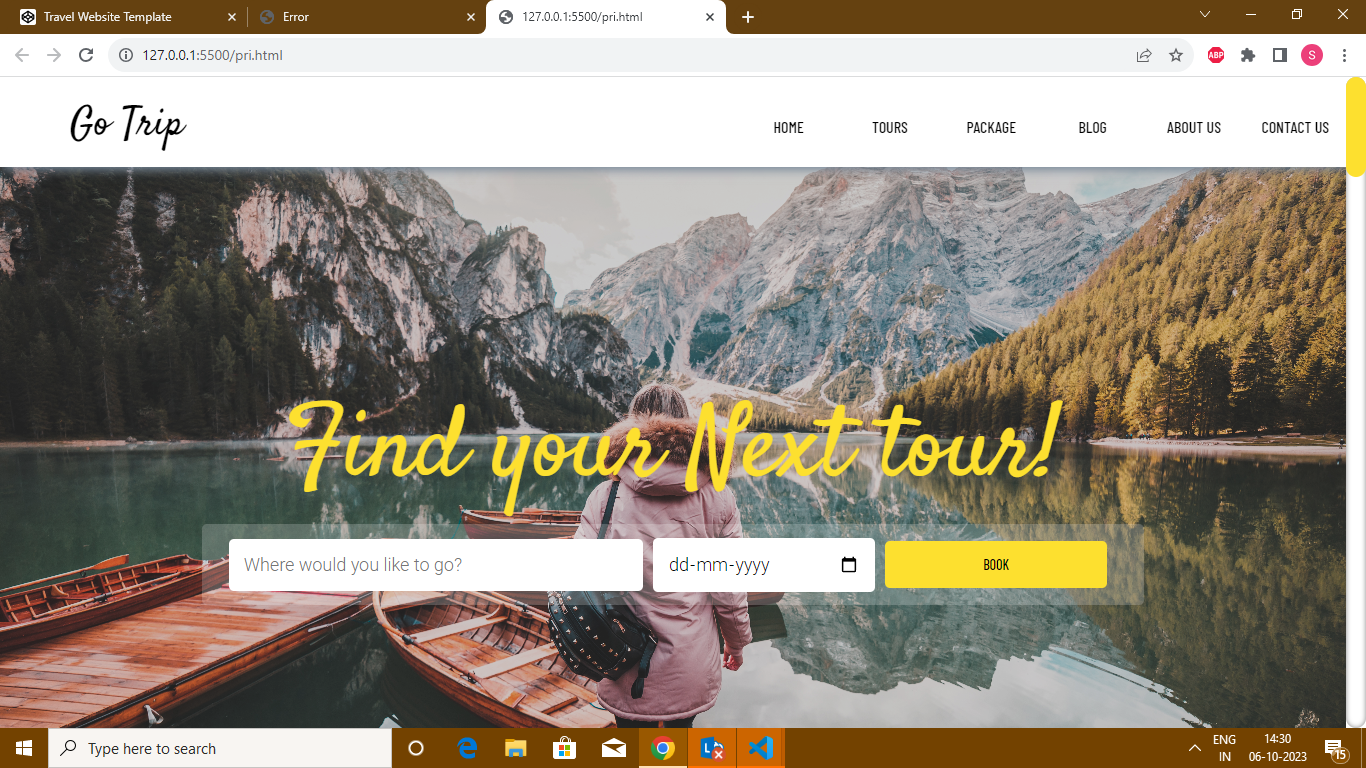 Travel Website Template
Error
127.0.0.1:5500/pri.html
127.0.0.1:5500/pri.html
ABP
S
Go Trip
HOME
TOURS
PACKAGE
BLOG
ABOUT US
CONTACT US
Find your Next tour!
Where would you like to go?
dd-mm-yyyy
BOOK
Type here to search
L
ENG
IN
14:30
06-10-2023
15